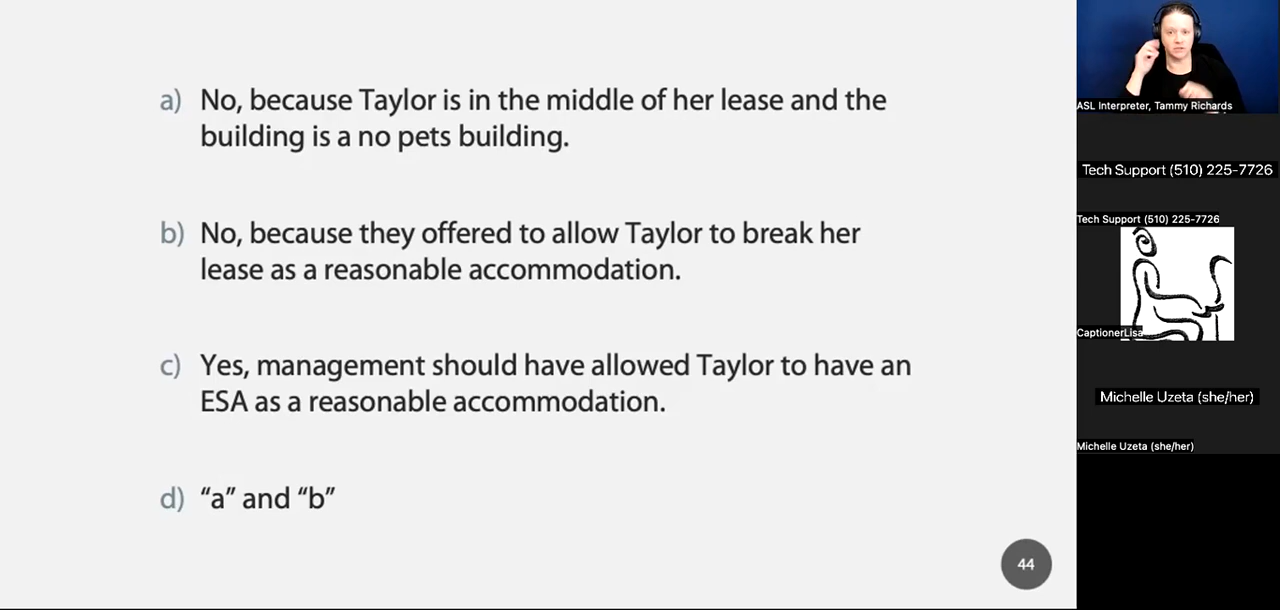 a) No, because Taylor is in the middle of her lease and the
building is a no pets building.
b) No, because they offered to allow Taylor to break her
lease as a reasonable accommodation.
c) Yes, management should have allowed Taylor to have an
ESA as a reasonable accommodation.
d) “a” and “b”
44
ASL Interpreter, Tammy Richards
Tech Support (510) 225-7726
Tech Support (510) 225-7726
CaptionerLisa
Michelle Uzeta (she/her)
Michelle Uzeta (she/her)